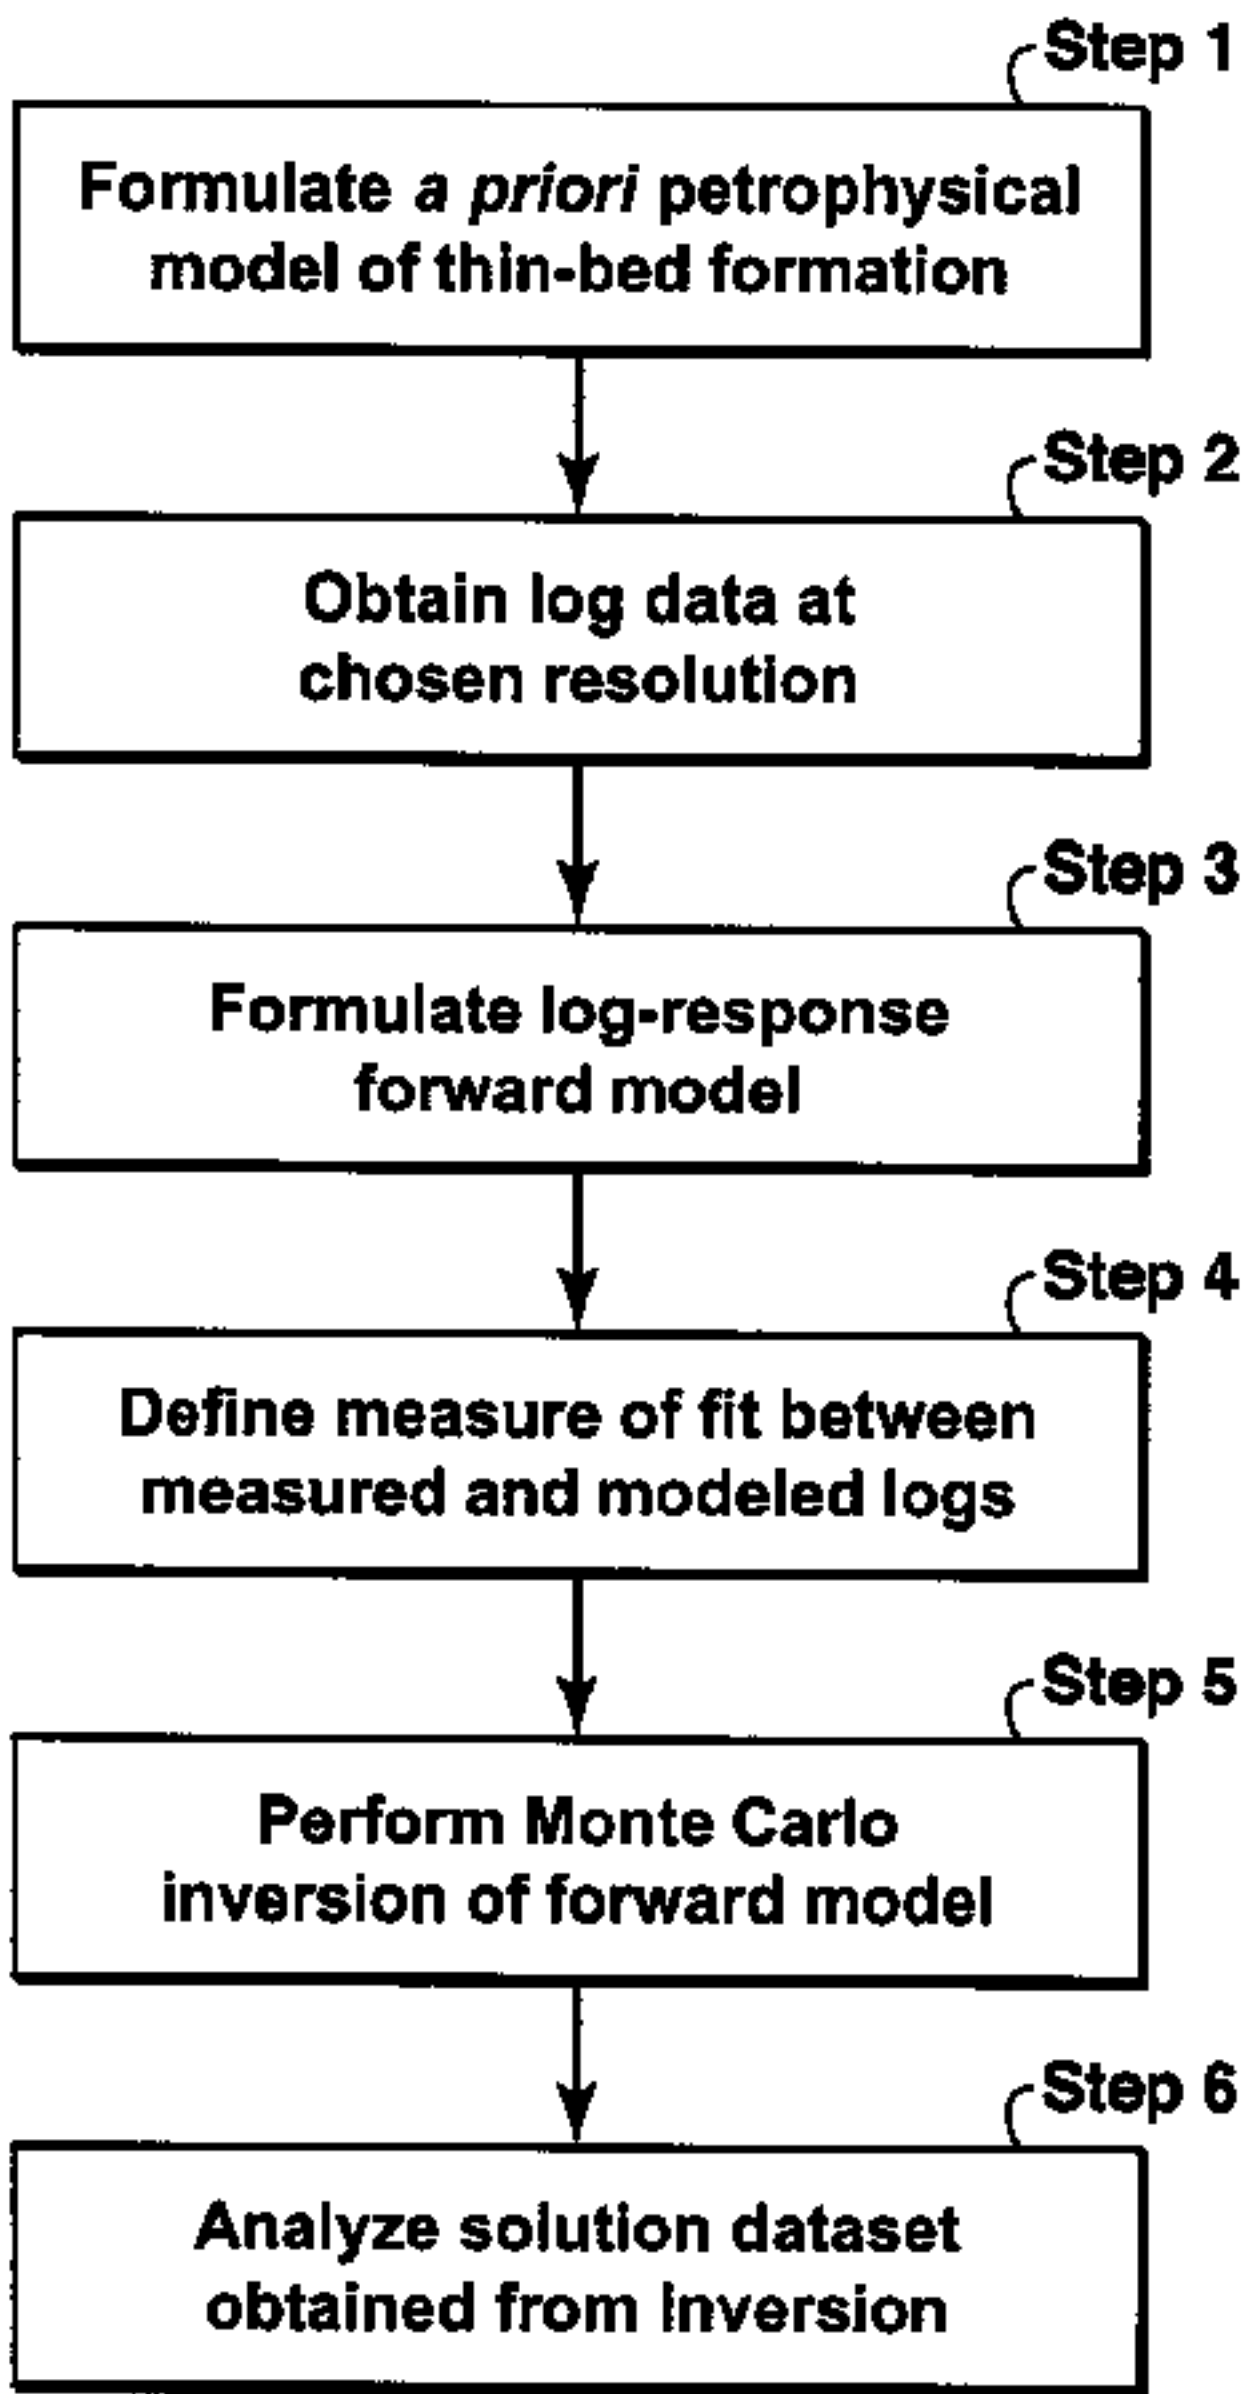 Step 1
Formulate a priori petrophysical
model of thin-bed formation
Step 2
Obtain log data at
chosen resolution
Step 3
Formulate log-response
forward model
Step 4
Define measure of fit between
measured and modeled logs
Step 5
Perform Monte Carlo
inversion of forward model
Step 6
Analyze solution dataset
obtained from Inversion